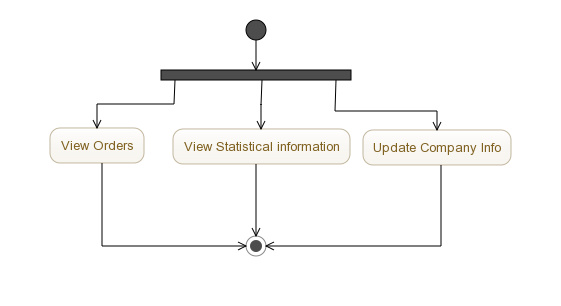 View Orders
View Statistical information
Update Company Info